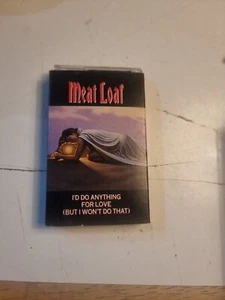 Meat Loaf
I'D DO ANYTHING
FOR LOVE
(BUT I WON'T DO THAT)